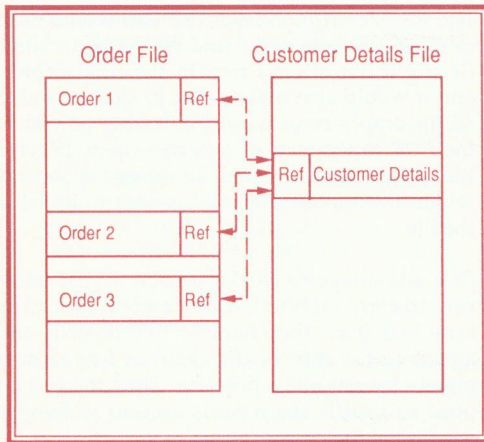 Order File
Customer Details File
Order 1
Ref
Ref
Customer Details
Order 2
Ref
Order 3
Ref